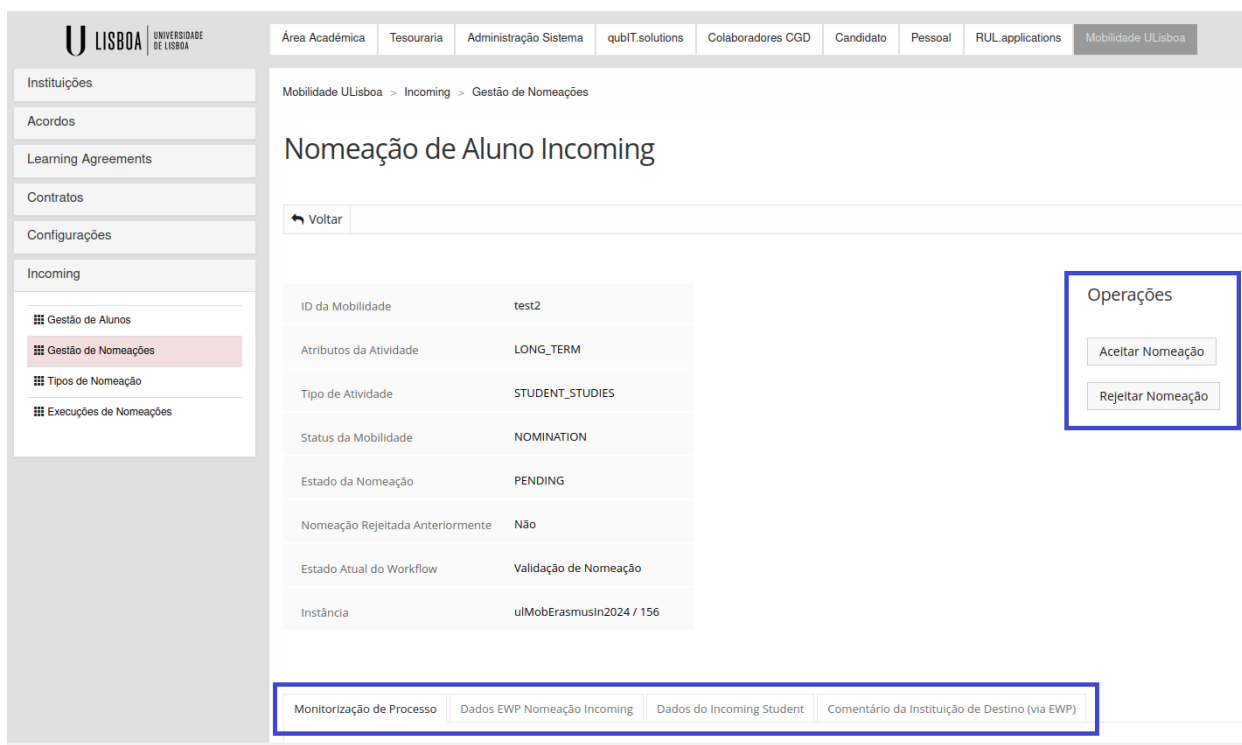 LISBOA UNIVERSIDADE DE LISBOA
Área Académica Tesouraria Administração Sistema qubIT.solutions Colaboradores CGD Candidato Pessoal RUL.applications Mobilidade ULisboa
Instituições
Acordos
Learning Agreements
Contratos
Configurações
Incoming
Gestão de Alunos
Gestão de Nomeações
Tipos de Nomeação
Execuções de Nomeações
Mobilidade ULisboa > Incoming > Gestão de Nomeações
Nomeação de Aluno Incoming
Voltar
ID da Mobilidade test2
Atributos da Atividade LONG_TERM
Tipo de Atividade STUDENT_STUDIES
Status da Mobilidade NOMINATION
Estado da Nomeação PENDING
Nomeação Rejeitada Anteriormente Não
Estado Atual do Workflow Validação de Nomeação
Instância ulMobErasmusIn2024 / 156
Operações
Aceitar Nomeação
Rejeitar Nomeação
Monitorização de Processo Dados EWP Nomeação Incoming Dados do Incoming Student Comentário da Instituição de Destino (via EWP)